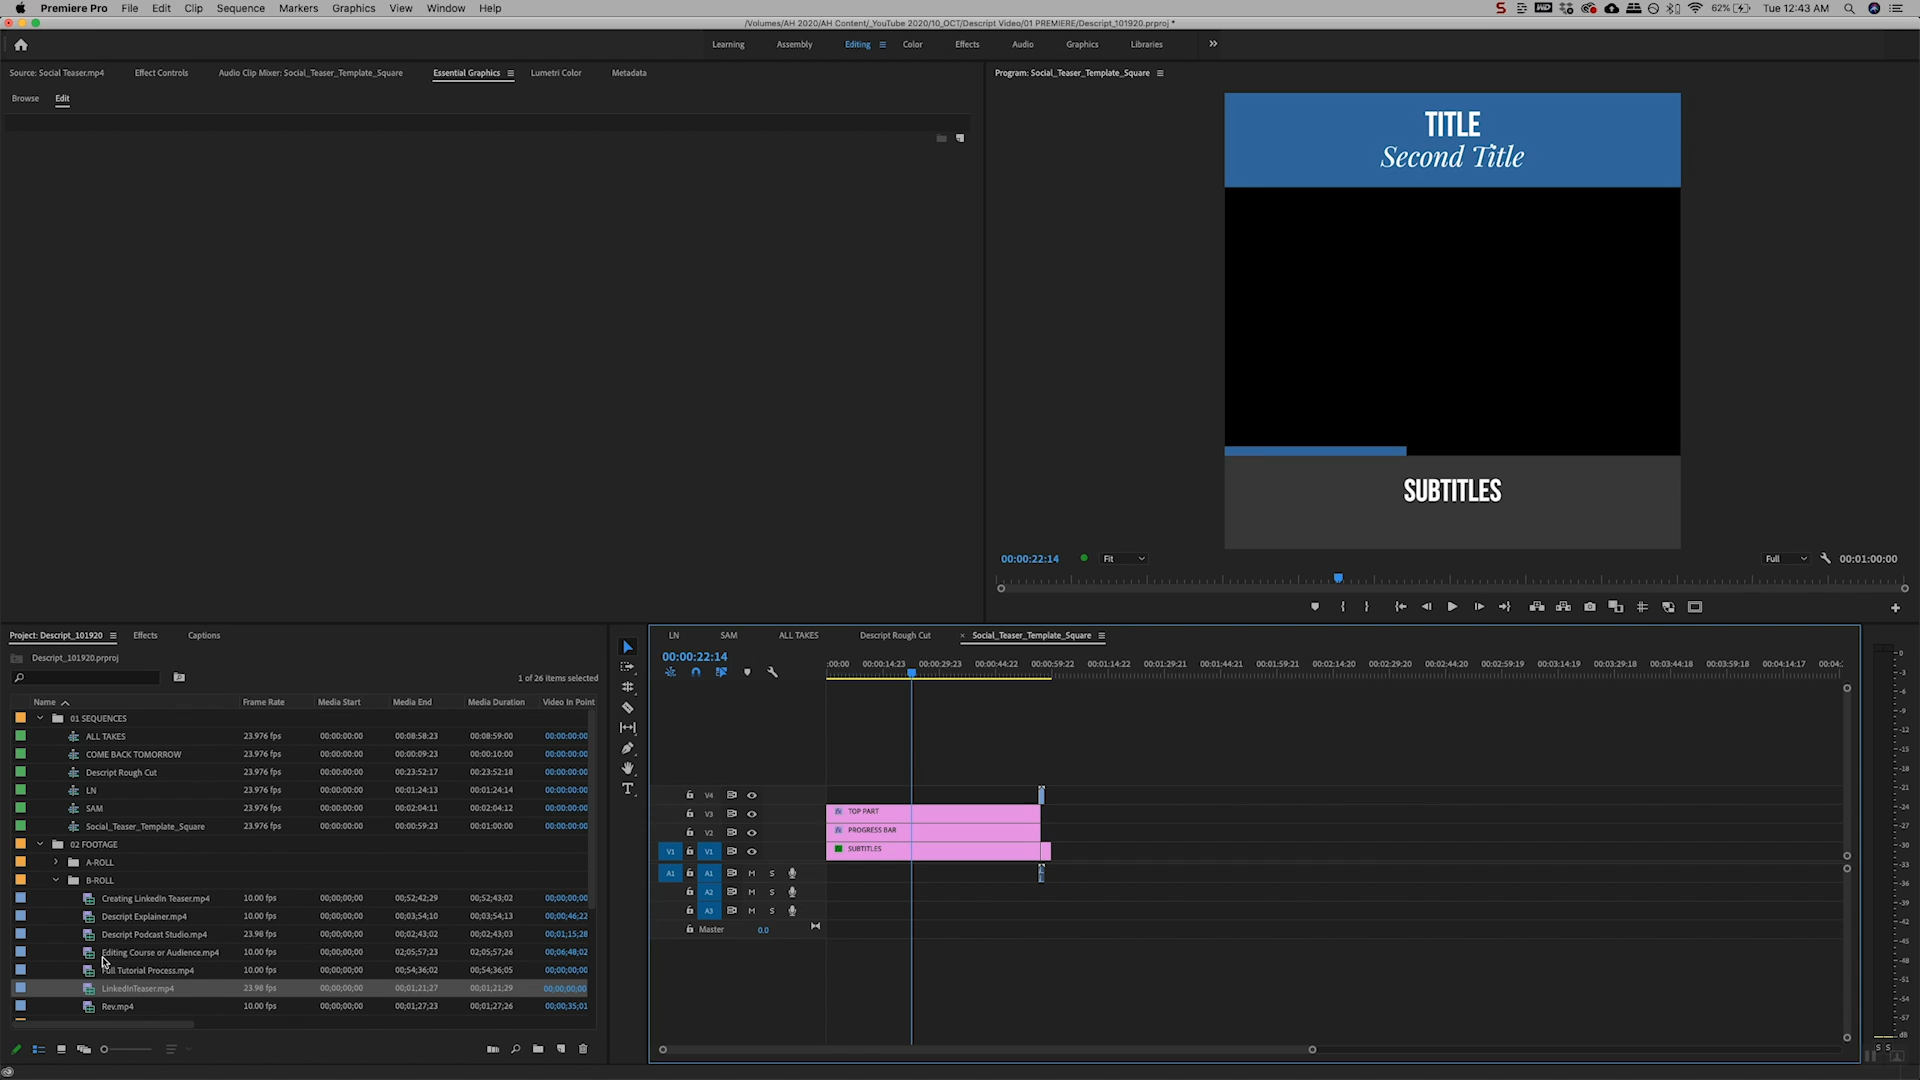 Premiere Pro File Edit Clip Sequence Markers Graphics View Window Help
62% Tue 12:43 AM
/Volumes/AH 2020/AH Content/_YouTube 2020/10_OCT/Descript Video/01 PREMIERE/Descript_101920.prproj *
Learning Assembly Editing Color Effects Audio Graphics Libraries
Source: Social Teaser.mp4 Effect Controls Audio Clip Mixer: Social_Teaser_Template_Square Essential Graphics Lumetri Color Metadata
Browse Edit
Program: Social_Teaser_Template_Square
TITLE
Second Title
SUBTITLES
00:00:22:14 Fit Full 00:01:00:00
Project: Descript_101920 Effects Captions
Descript_101920.prproj
1 of 26 items selected
Name Frame Rate Media Start Media End Media Duration Video In Point
01 SEQUENCES
ALL TAKES 23.976 fps 00:00:00:00 00:08:58:23 00:08:59:00 00:00:00:00
COME BACK TOMORROW 23.976 fps 00:00:00:00 00:00:09:23 00:00:10:00 00:00:00:00
Descript Rough Cut 23.976 fps 00:00:00:00 00:23:52:17 00:23:52:18 00:00:00:00
LN 23.976 fps 00:00:00:00 00:01:24:13 00:01:24:14 00:00:00:00
SAM 23.976 fps 00:00:00:00 00:02:04:11 00:02:04:12 00:00:00:00
Social_Teaser_Template_Square 23.976 fps 00:00:00:00 00:00:59:23 00:01:00:00 00:00:00:00
02 FOOTAGE
A-ROLL
B-ROLL
Creating LinkedIn Teaser.mp4 10.00 fps 00;00;00;00 00;52;42;29 00;52;43;02 00;00;00;00
Descript Explainer.mp4 10.00 fps 00;00;00;00 00;03;54;10 00;03;54;13 00;00;46;22
Descript Podcast Studio.mp4 23.98 fps 00;00;00;00 00;02;43;02 00;02;43;03 00;01;15;28
Editing Course or Audience.mp4 10.00 fps 00;00;00;00 02;05;57;23 02;05;57;26 00;06;48;02
Full Tutorial Process.mp4 10.00 fps 00;00;00;00 00;54;36;02 00;54;36;05 00;00;00;00
LinkedInTeaser.mp4 23.98 fps 00;00;00;00 00;01;21;27 00;01;21;29 00;00;00;00
Rev.mp4 10.00 fps 00;00;00;00 00;01;27;23 00;01;27;26 00;00;35;01
LN SAM ALL TAKES Descript Rough Cut × Social_Teaser_Template_Square
00:00:22:14
:00:00 00:00:14:23 00:00:29:23 00:00:44:22 00:00:59:22 00:01:14:22 00:01:29:21 00:01:44:21 00:01:59:21 00:02:14:20 00:02:29:20 00:02:44:20 00:02:59:19 00:03:14:19 00:03:29:18 00:03:44:18 00:03:59:18 00:04:14:17 00:04:
V4
V3 TOP PART
V2 PROGRESS BAR
V1 V1 SUBTITLES
A1 A1 M S
A2 M S
A3 M S
Master 0.0
0
-3
-6
-9
-12
-15
-18
-21
-24
-27
-30
-33
-36
-39
-42
-45
-48
-51
-54
-57
dB
S S